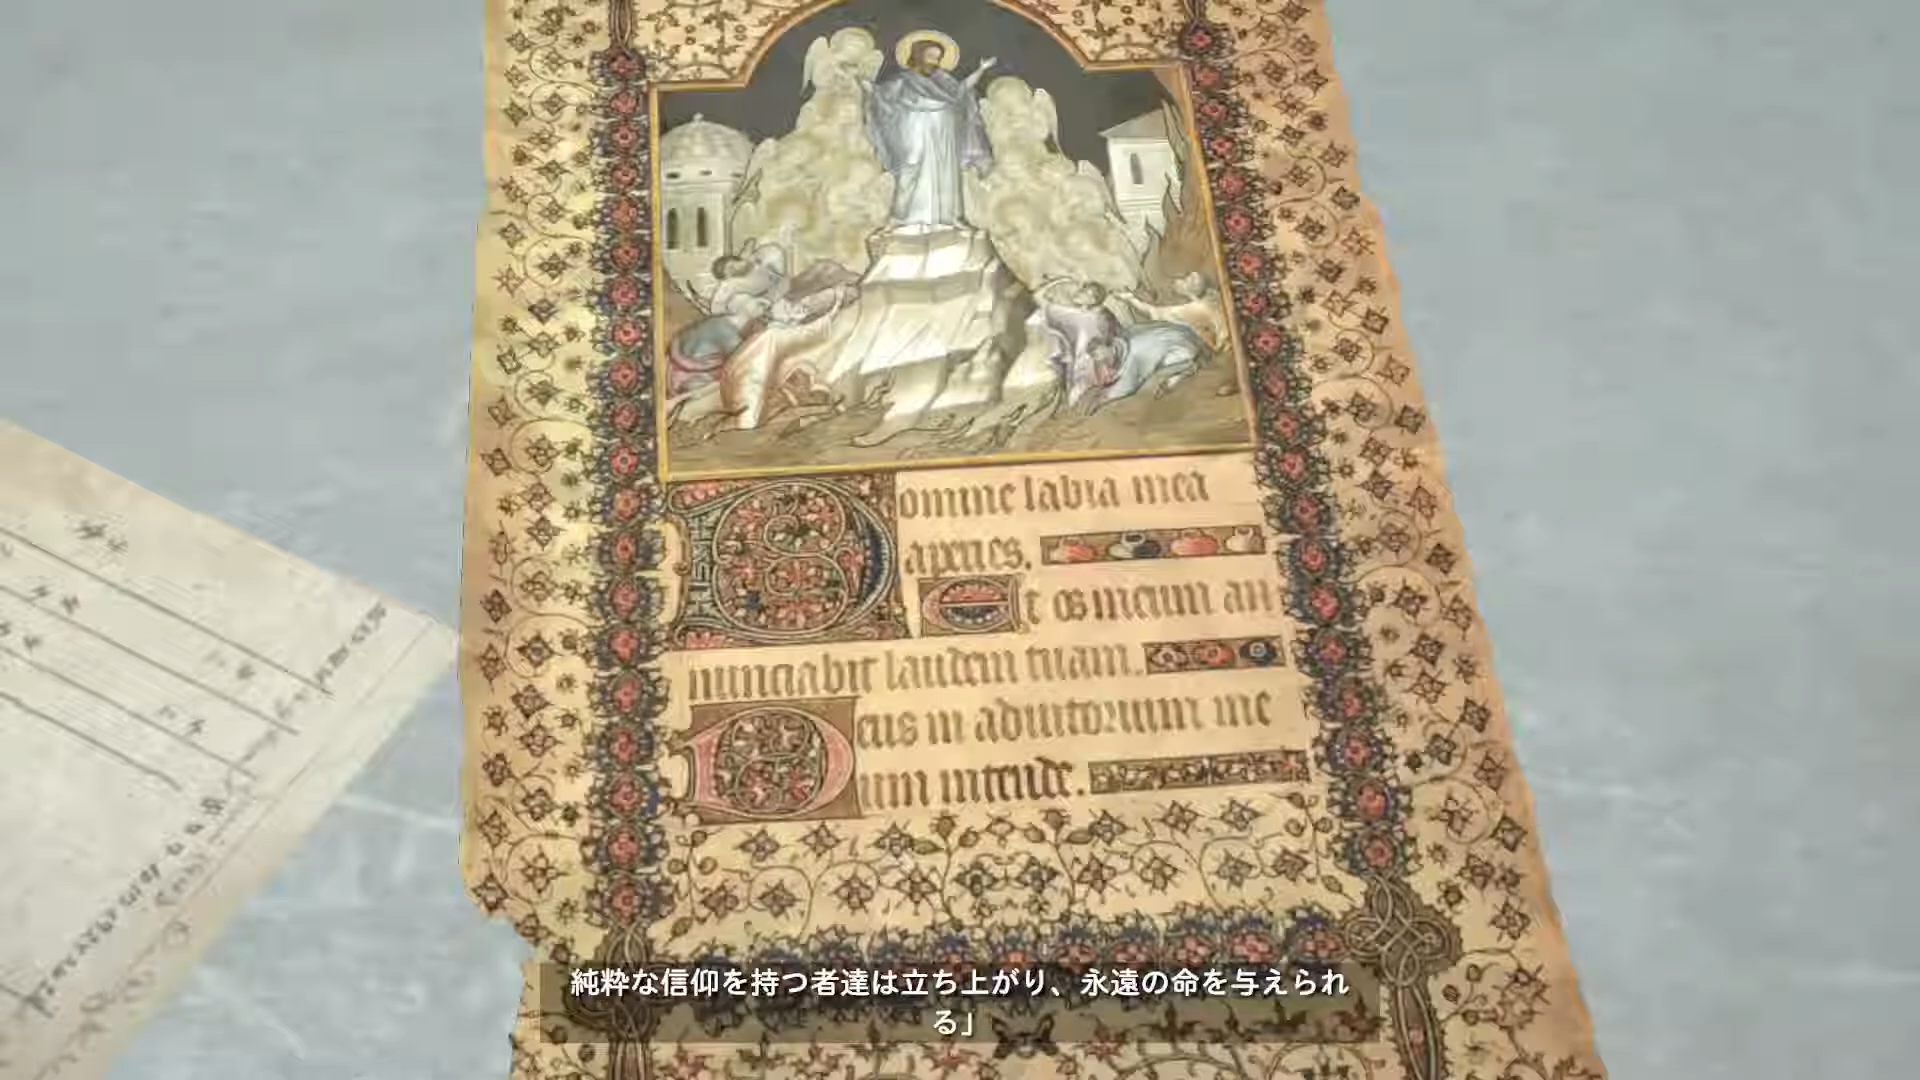 Domine labia mea
aperies.
Et os meum an
nunciabit laudem tuam.
Deus in adiutorium me
um intende.
純粋な信仰を持つ者達は立ち上がり、永遠の命を与えられ
る」